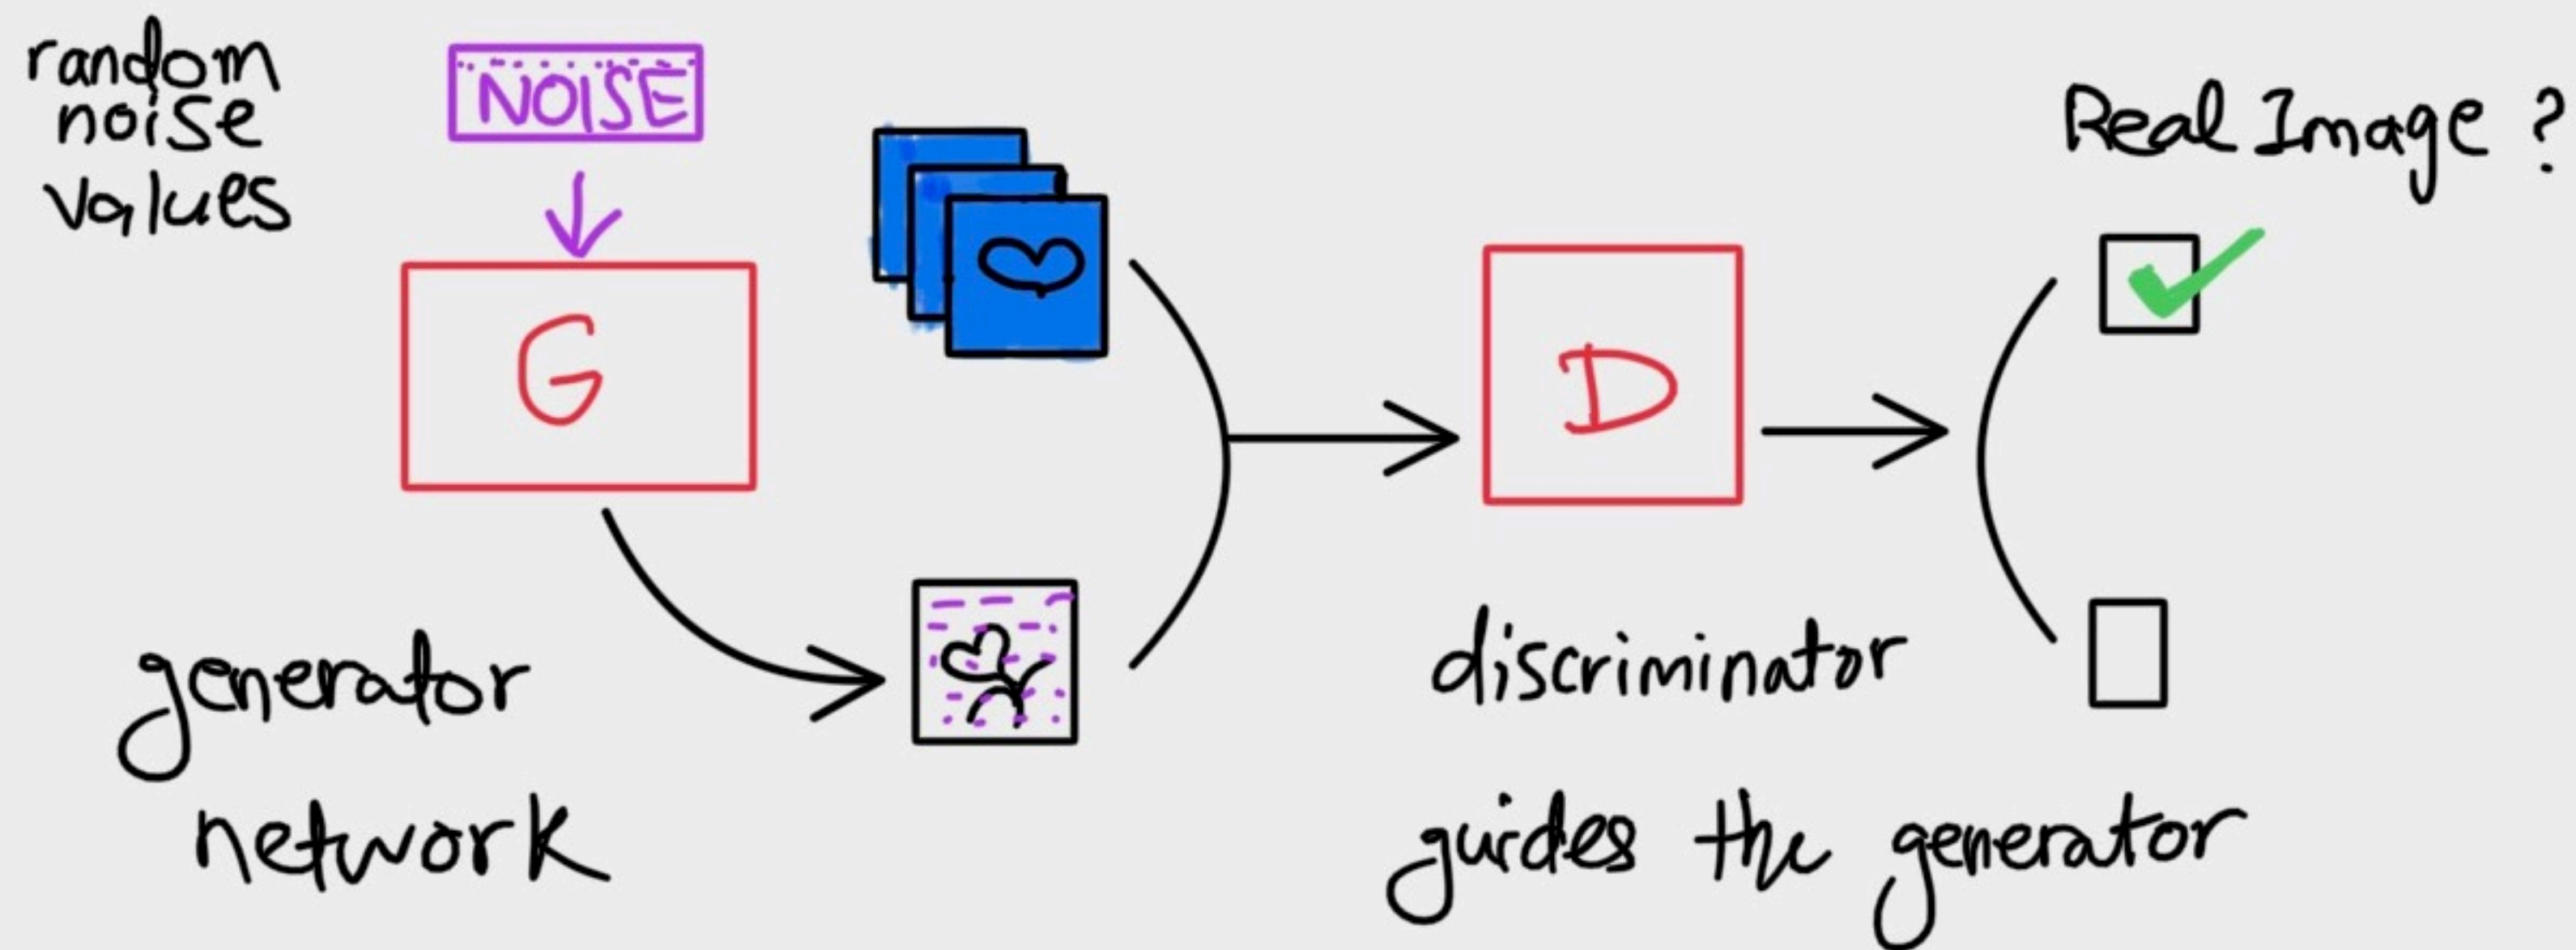 random
noise
values
NOISE
G
generator
network
D
discriminator
guides the generator
Real Image ?